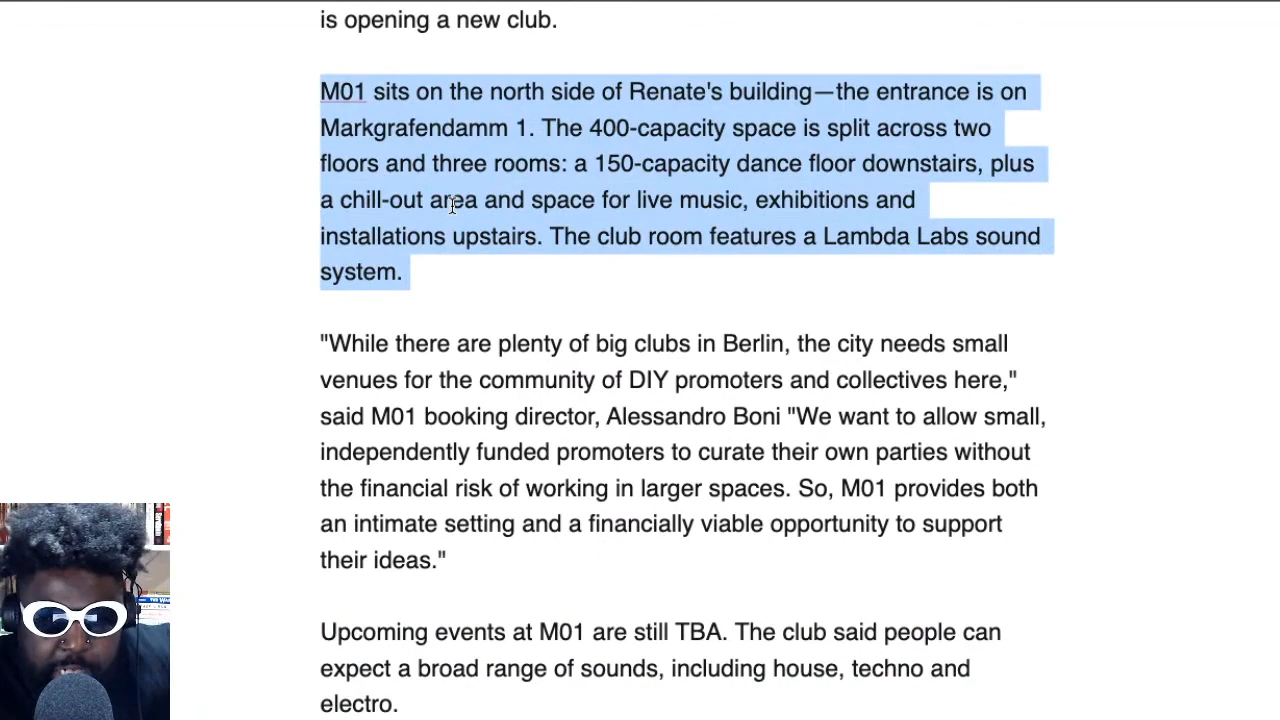 is opening a new club.
M01 sits on the north side of Renate's building—the entrance is on
Markgrafendamm 1. The 400-capacity space is split across two
floors and three rooms: a 150-capacity dance floor downstairs, plus
a chill-out area and space for live music, exhibitions and
installations upstairs. The club room features a Lambda Labs sound
system.
"While there are plenty of big clubs in Berlin, the city needs small
venues for the community of DIY promoters and collectives here,"
said M01 booking director, Alessandro Boni "We want to allow small,
independently funded promoters to curate their own parties without
the financial risk of working in larger spaces. So, M01 provides both
an intimate setting and a financially viable opportunity to support
their ideas."
Upcoming events at M01 are still TBA. The club said people can
expect a broad range of sounds, including house, techno and
electro.